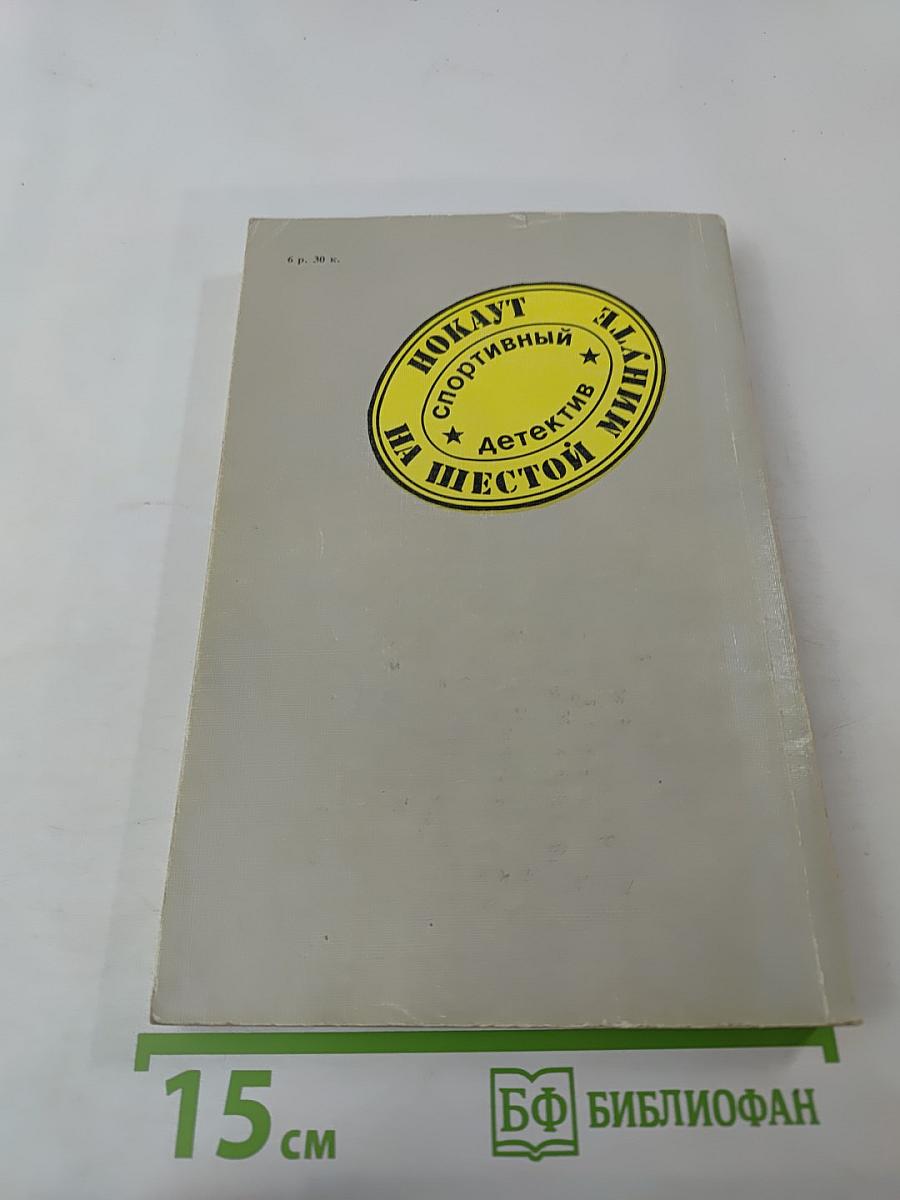 6 р. 30 к.
НОКАУТ
НА ШЕСТОЙ МИНУТЕ
спортивный
★ детектив ★
15 см
БФ БИБЛИОФАН